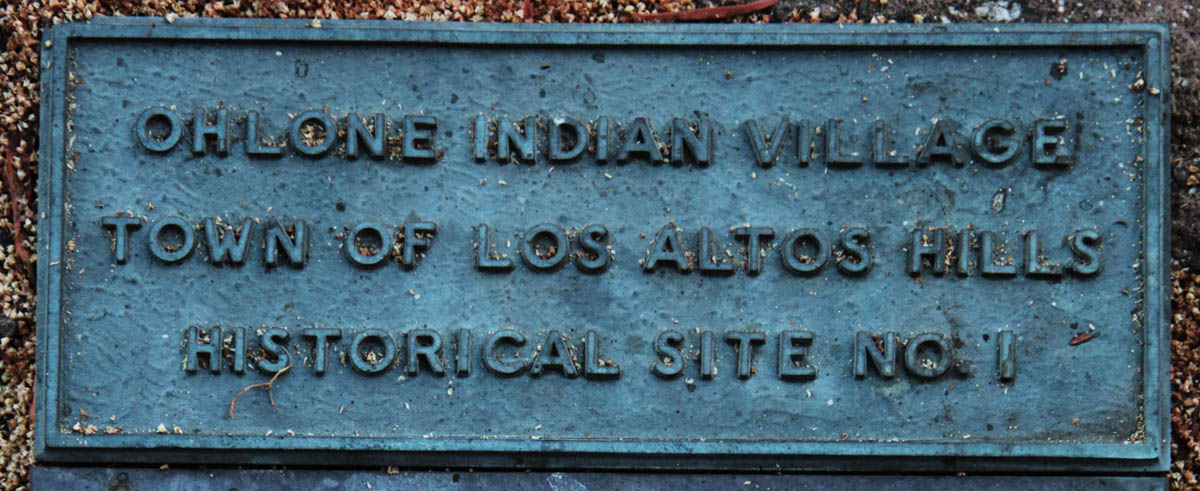 OHLONE INDIAN VILLAGE
TOWN OF LOS ALTOS HILLS
HISTORICAL SITE NO. 1